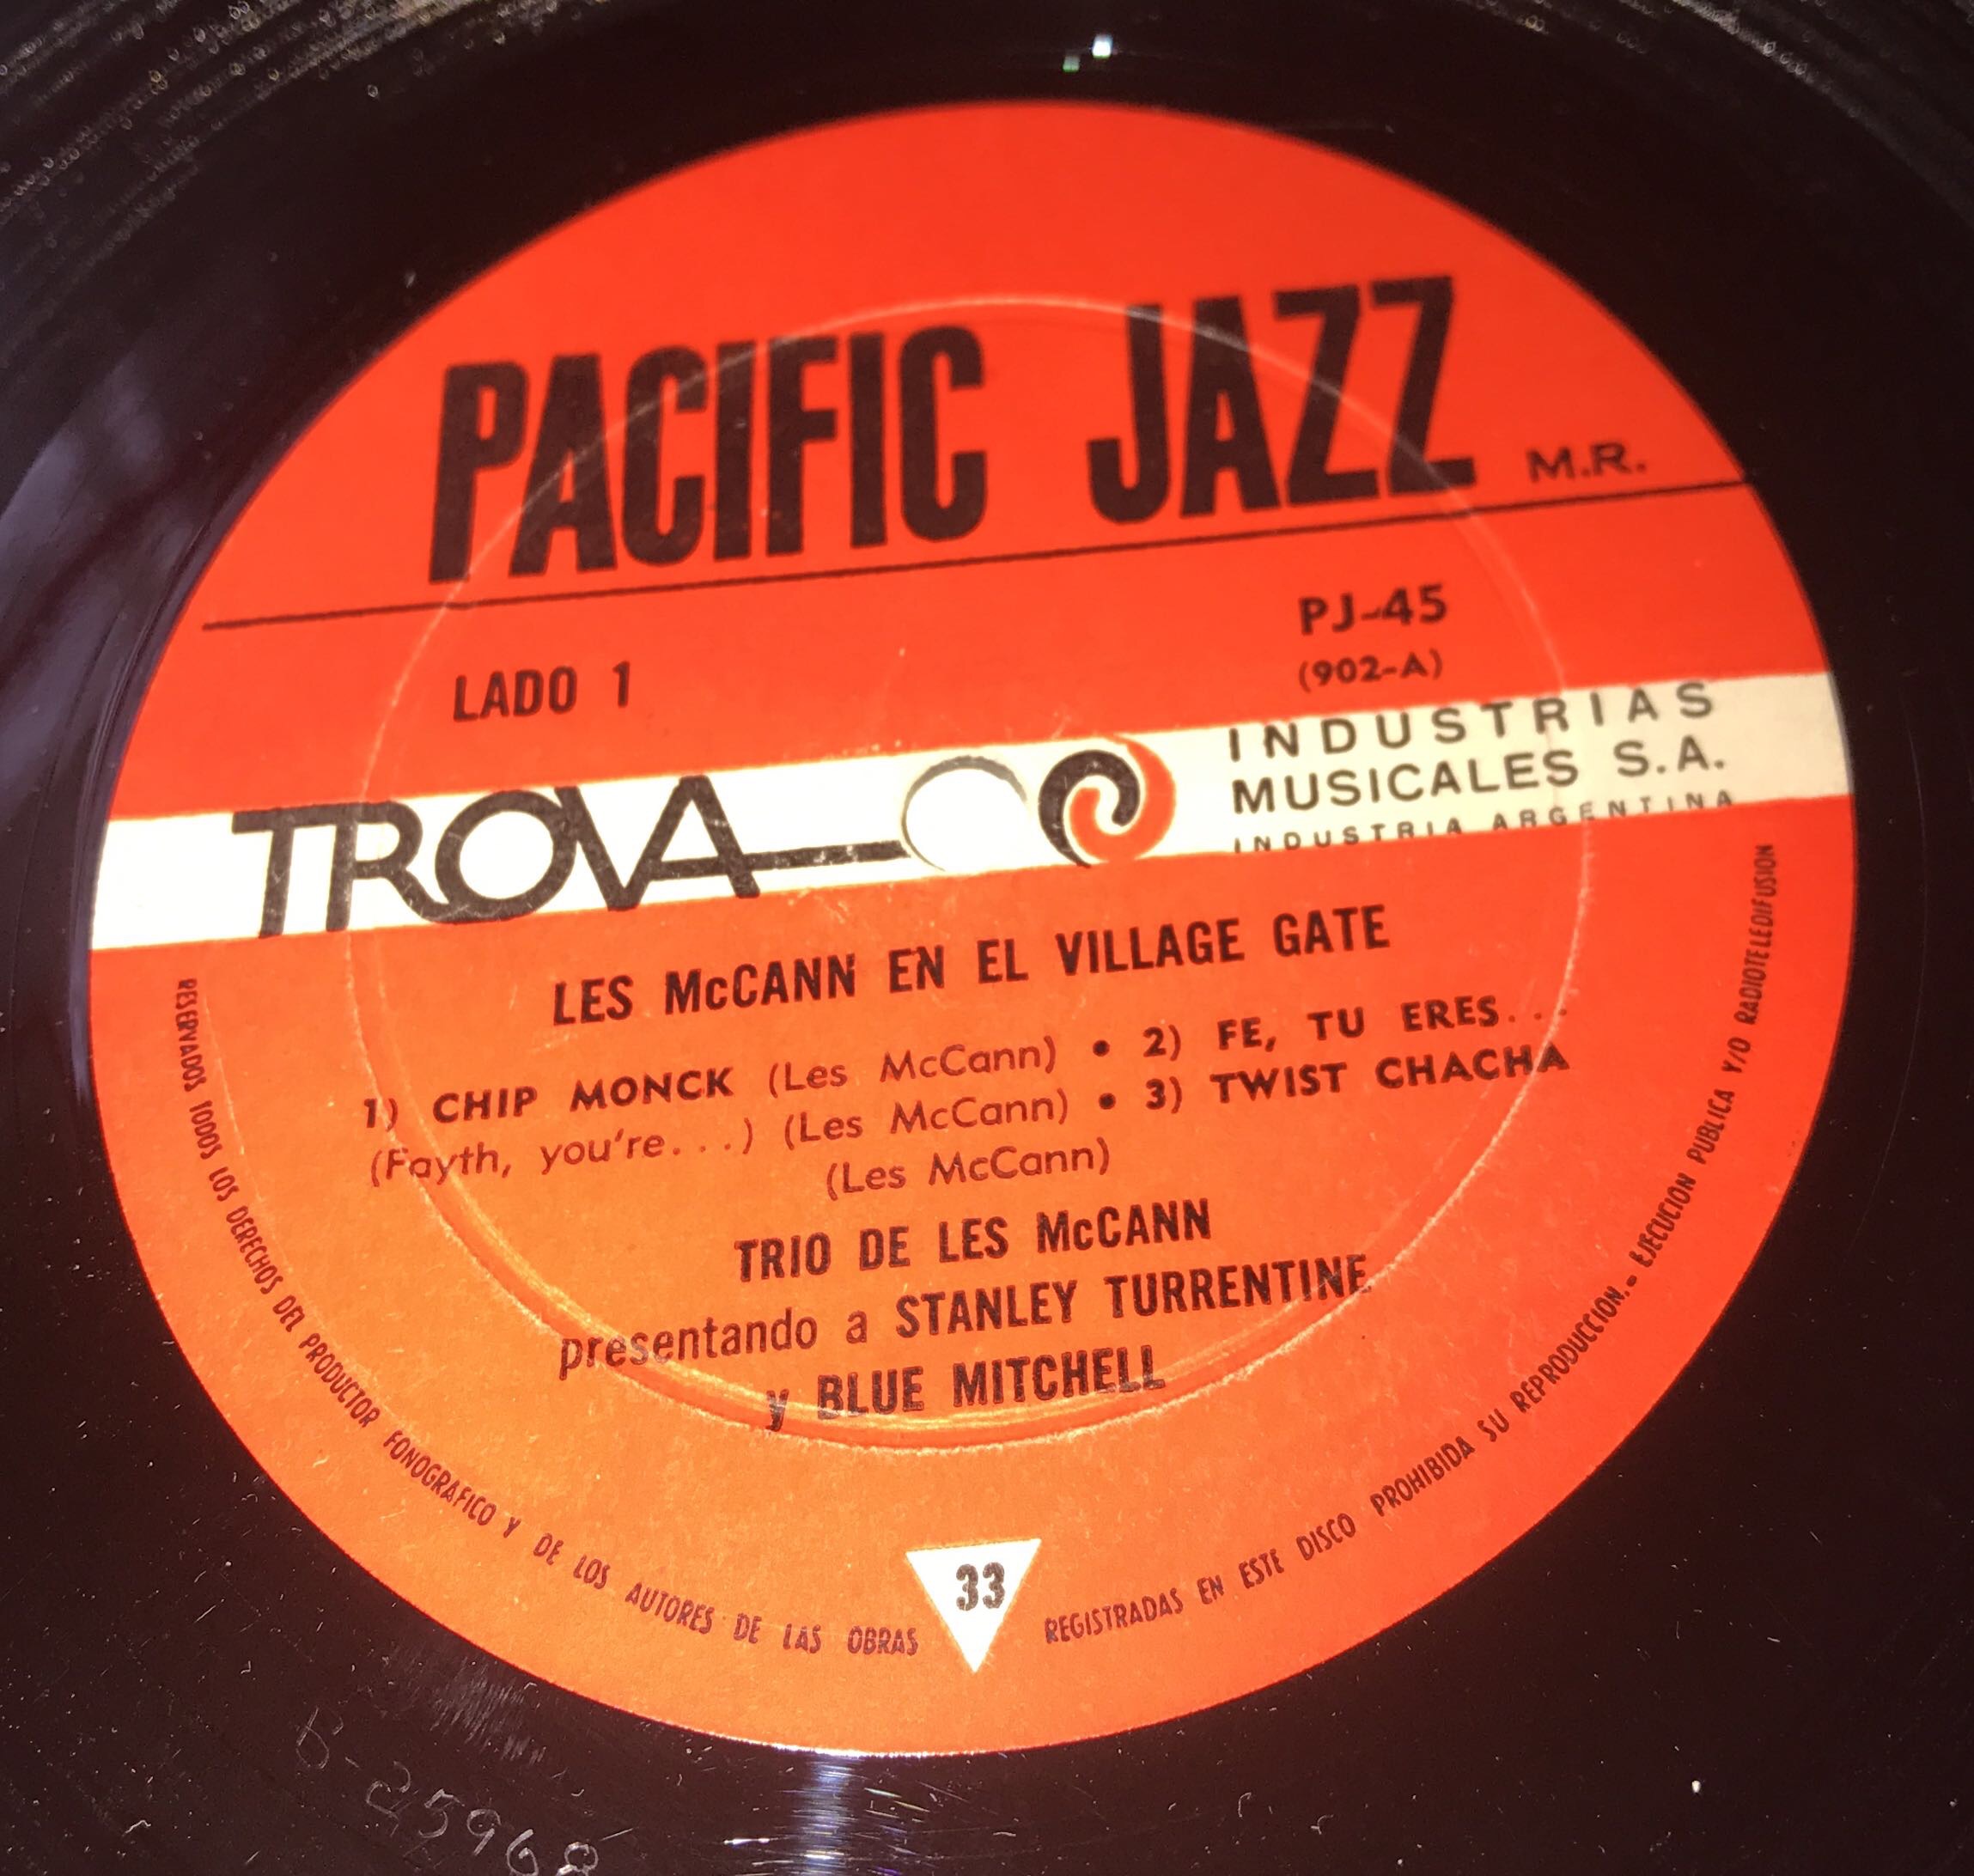 PACIFIC JAZZ M.R.
PJ-45
LADO 1
(902-A)
TROVA
INDUSTRIAS
MUSICALES S.A.
INDUSTRIA ARGENTINA
LES McCANN EN EL VILLAGE GATE
1) CHIP MONCK (Les McCann) • 2) FE, TU ERES...
(Fayth, you're...) (Les McCann) • 3) TWIST CHACHA
(Les McCann)
TRIO DE LES McCANN
presentando a STANLEY TURRENTINE
y BLUE MITCHELL
33
RESERVADOS TODOS LOS DERECHOS DEL PRODUCTOR FONOGRAFICO Y DE LOS AUTORES DE LAS OBRAS REGISTRADAS EN ESTE DISCO PROHIBIDA SU REPRODUCCION.- EJECUCION PUBLICA Y/O RADIOTELEDIFUSION